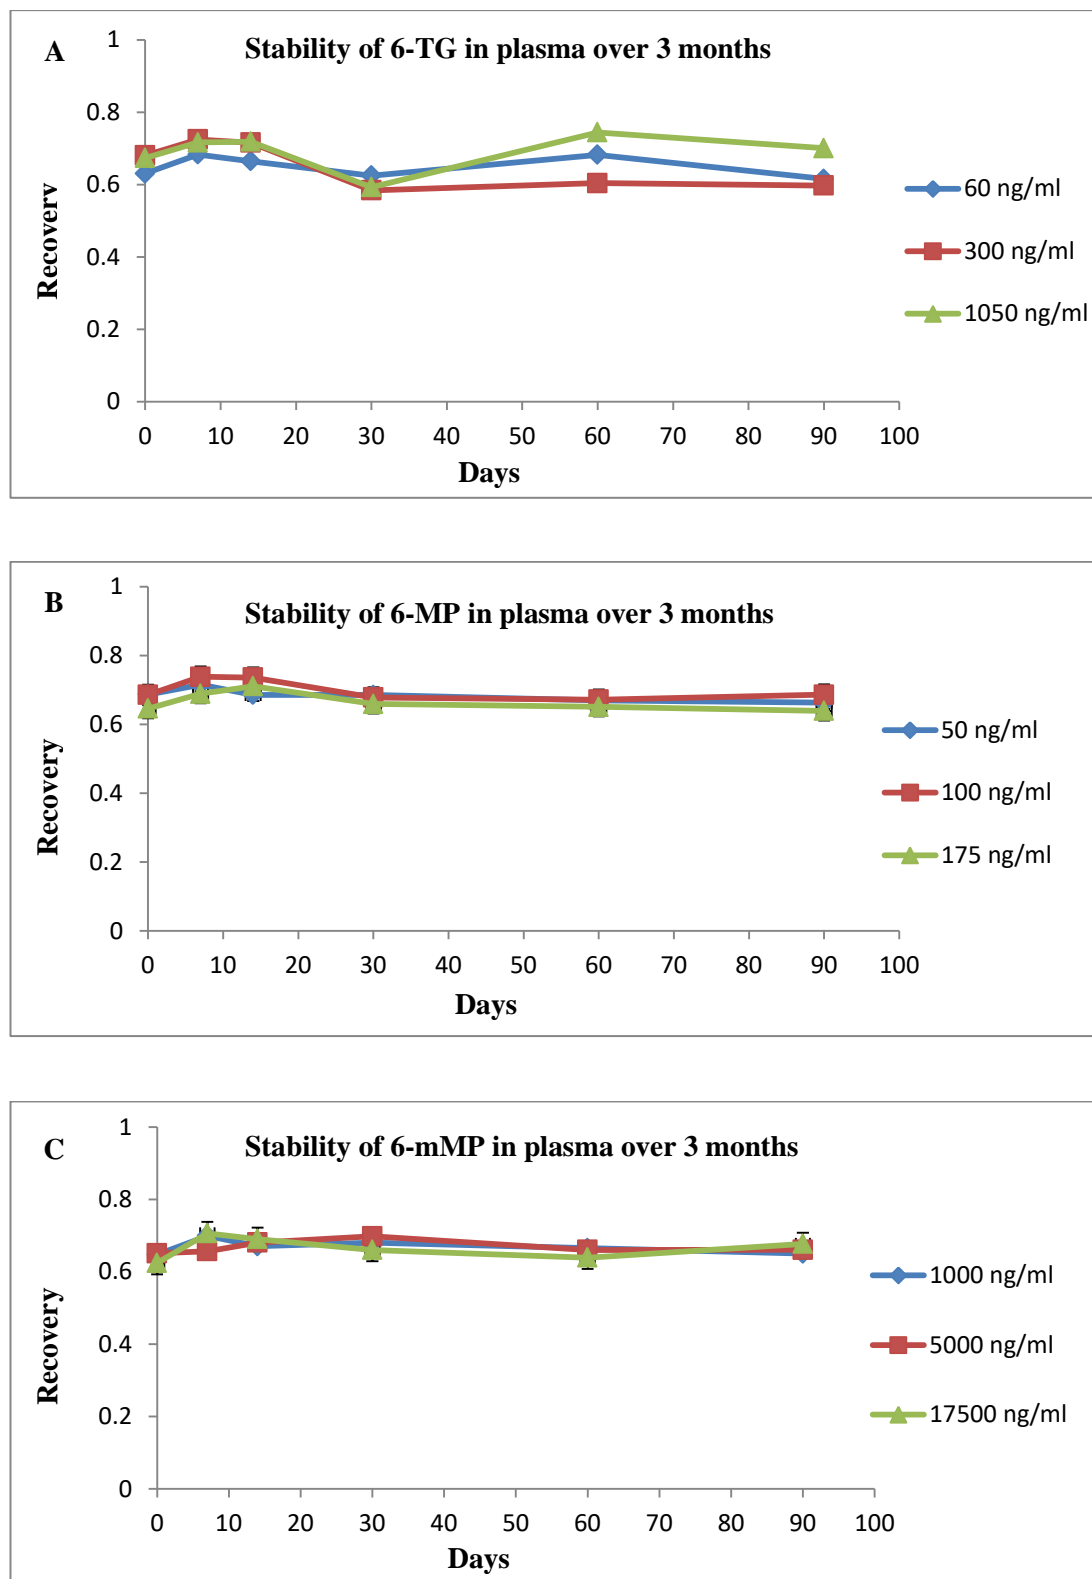 A
Stability of 6-TG in plasma over 3 months
1
0.8
0.6
0.4
0.2
0
Recovery
0 10 20 30 40 50 60 70 80 90 100
Days
60 ng/ml
300 ng/ml
1050 ng/ml
B
Stability of 6-MP in plasma over 3 months
1
0.8
0.6
0.4
0.2
0
Recovery
0 10 20 30 40 50 60 70 80 90 100
Days
50 ng/ml
100 ng/ml
175 ng/ml
C
Stability of 6-mMP in plasma over 3 months
1
0.8
0.6
0.4
0.2
0
Recovery
0 10 20 30 40 50 60 70 80 90 100
Days
1000 ng/ml
5000 ng/ml
17500 ng/ml